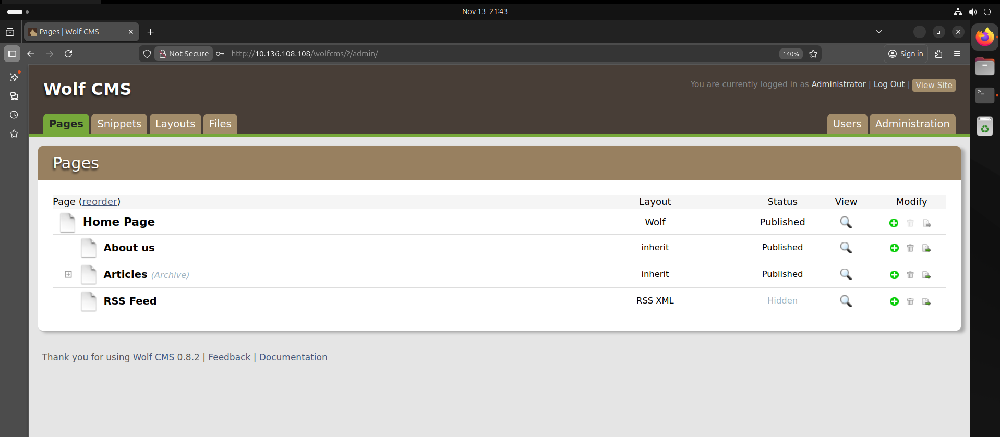 Nov 13 21:43
Pages | Wolf CMS
Not Secure
http://10.136.108.108/wolfcms/?/admin/
140%
Sign in
Wolf CMS
You are currently logged in as Administrator | Log Out | View Site
Pages Snippets Layouts Files Users Administration
Pages
Page (reorder) Layout Status View Modify
Home Page Wolf Published
About us inherit Published
Articles (Archive) inherit Published
RSS Feed RSS XML Hidden
Thank you for using Wolf CMS 0.8.2 | Feedback | Documentation